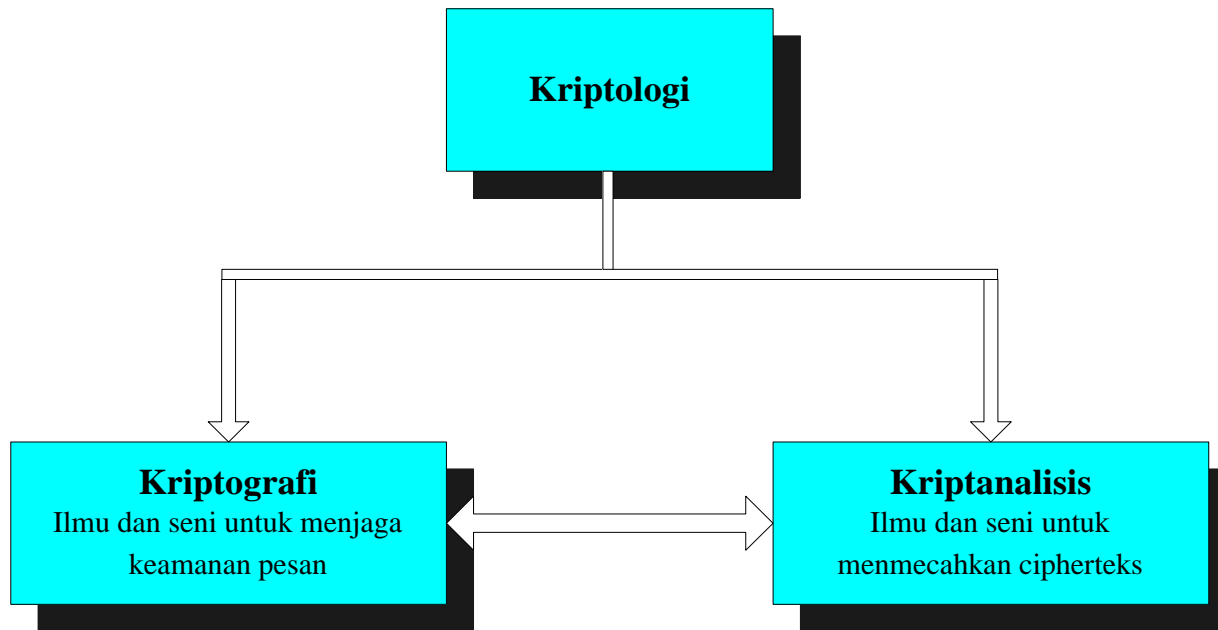 Kriptologi
Kriptografi
Ilmu dan seni untuk menjaga
keamanan pesan
Kriptanalisis
Ilmu dan seni untuk
menmecahkan cipherteks